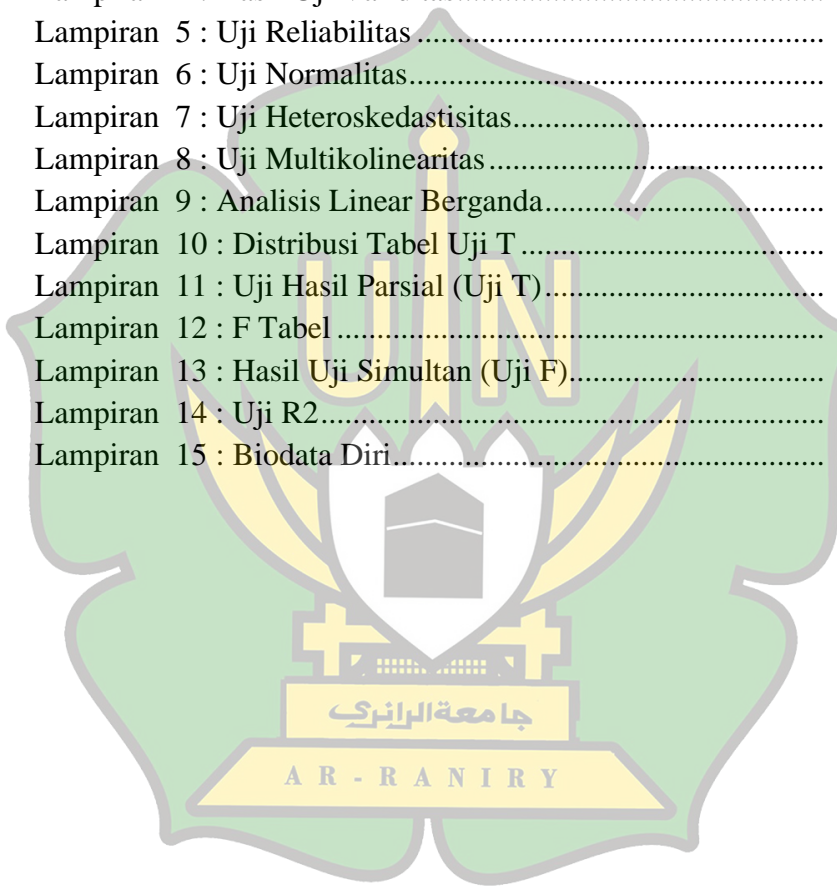 Lampiran 5 : Uji Reliabilitas..........................................................
Lampiran 6 : Uji Normalitas...........................................................
Lampiran 7 : Uji Heteroskedastisitas............................................
Lampiran 8 : Uji Multikolinearitas...............................................
Lampiran 9 : Analisis Linear Berganda........................................
Lampiran 10 : Distribusi Tabel Uji T ...........................................
Lampiran 11 : Uji Hasil Parsial (Uji T)........................................
Lampiran 12 : F Tabel ..................................................................
Lampiran 13 : Hasil Uji Simultan (Uji F).....................................
Lampiran 14 : Uji R2....................................................................
Lampiran 15 : Biodata Diri...........................................................
UIN
جامعة الرانري
AR-RANIRY